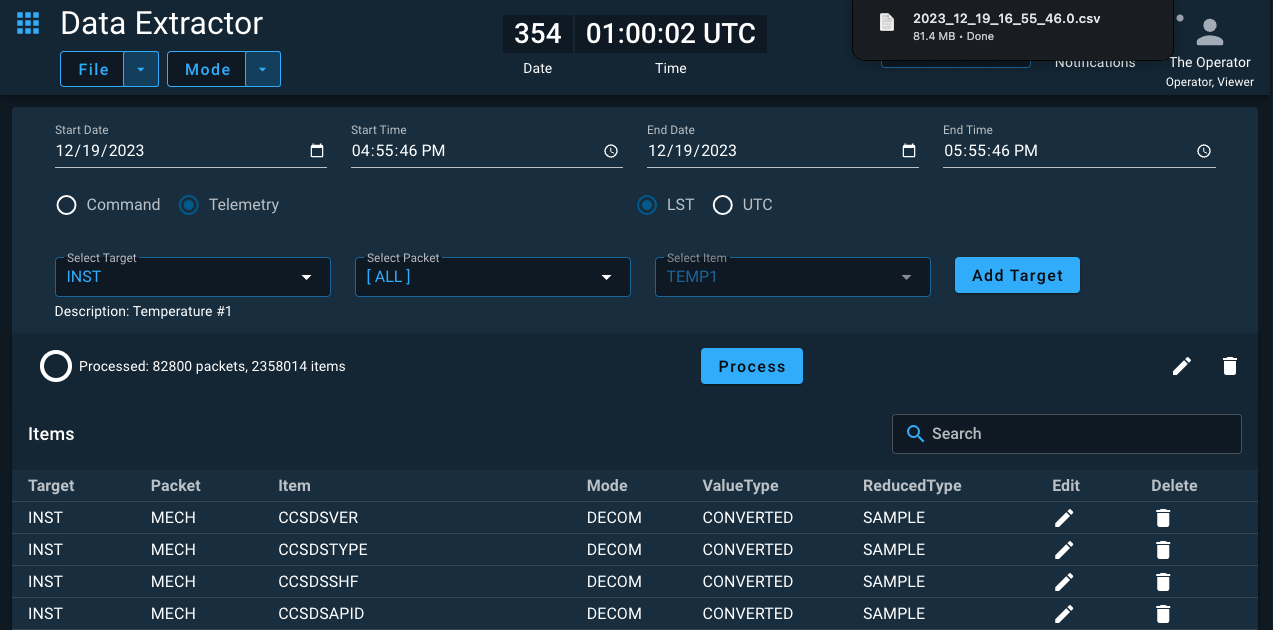 Data Extractor
File
Mode
354
01:00:02 UTC
Date
Time
2023_12_19_16_55_46.0.csv
81.4 MB • Done
Notifications
The Operator
Operator, Viewer
Start Date
12/19/2023
Start Time
04:55:46 PM
End Date
12/19/2023
End Time
05:55:46 PM
Command
Telemetry
LST
UTC
Select Target
INST
Select Packet
[ ALL ]
Select Item
TEMP1
Add Target
Description: Temperature #1
Processed: 82800 packets, 2358014 items
Process
Items
Search
Target Packet Item Mode ValueType ReducedType Edit Delete
INST MECH CCSDSVER DECOM CONVERTED SAMPLE
INST MECH CCSDSTYPE DECOM CONVERTED SAMPLE
INST MECH CCSDSSHF DECOM CONVERTED SAMPLE
INST MECH CCSDSAPID DECOM CONVERTED SAMPLE